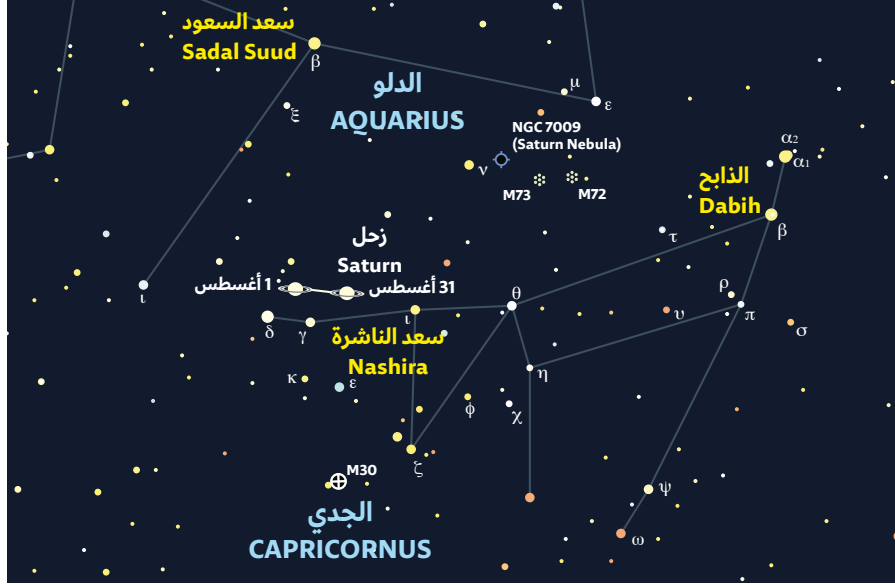 سعد السعود
Sadal Suud
β
الدلو
AQUARIUS
ξ
μ
ε
NGC 7009
(Saturn Nebula)
ν
M73
M72
α2
α1
الذابح
Dabih
β
τ
زحل
Saturn
1 أغسطس
31 أغسطس
ι
δ
γ
ι
θ
ρ
π
υ
σ
سعد الناشرة
Nashira
κ
ε
η
ϕ
χ
ζ
M30
ψ
ω
الجدي
CAPRICORNUS